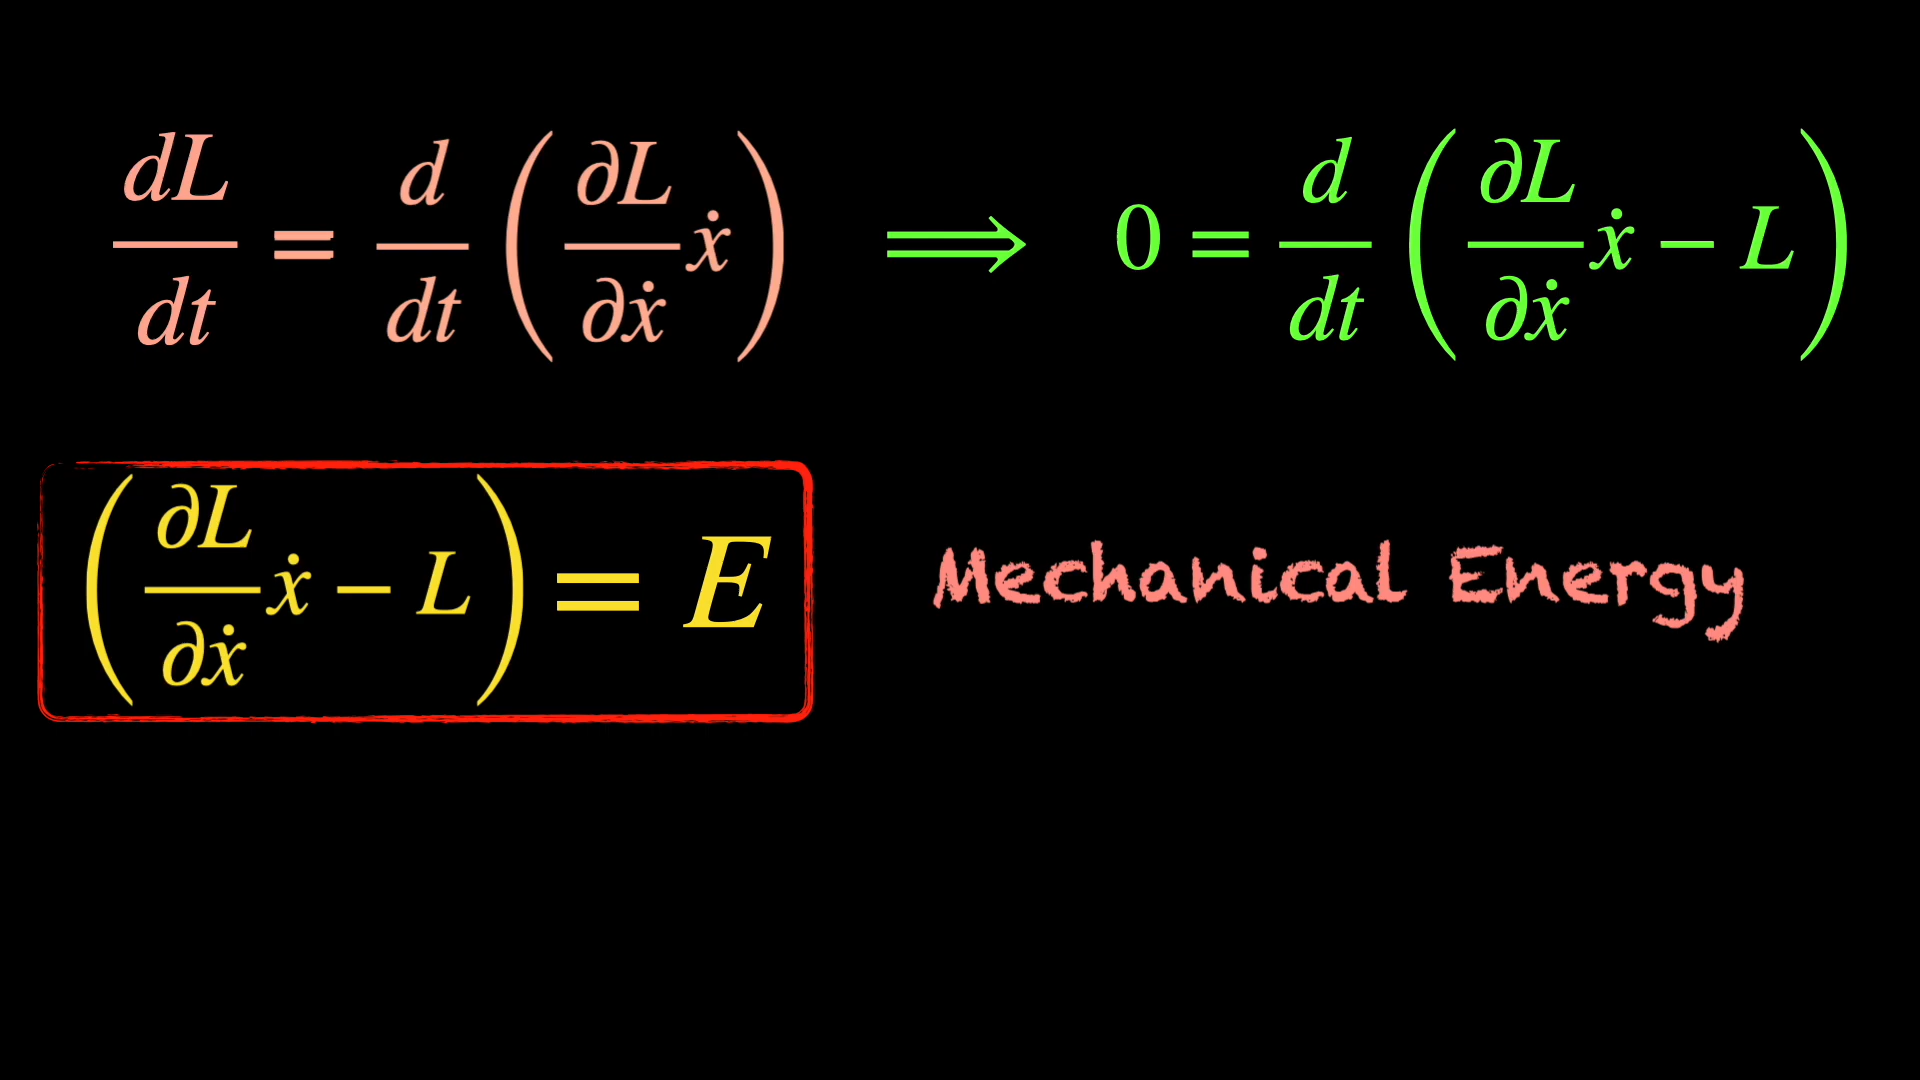 dL/dt = d/dt (∂L/∂ẋ ẋ) ⟹ 0 = d/dt (∂L/∂ẋ ẋ − L)
(∂L/∂ẋ ẋ − L) = E Mechanical Energy